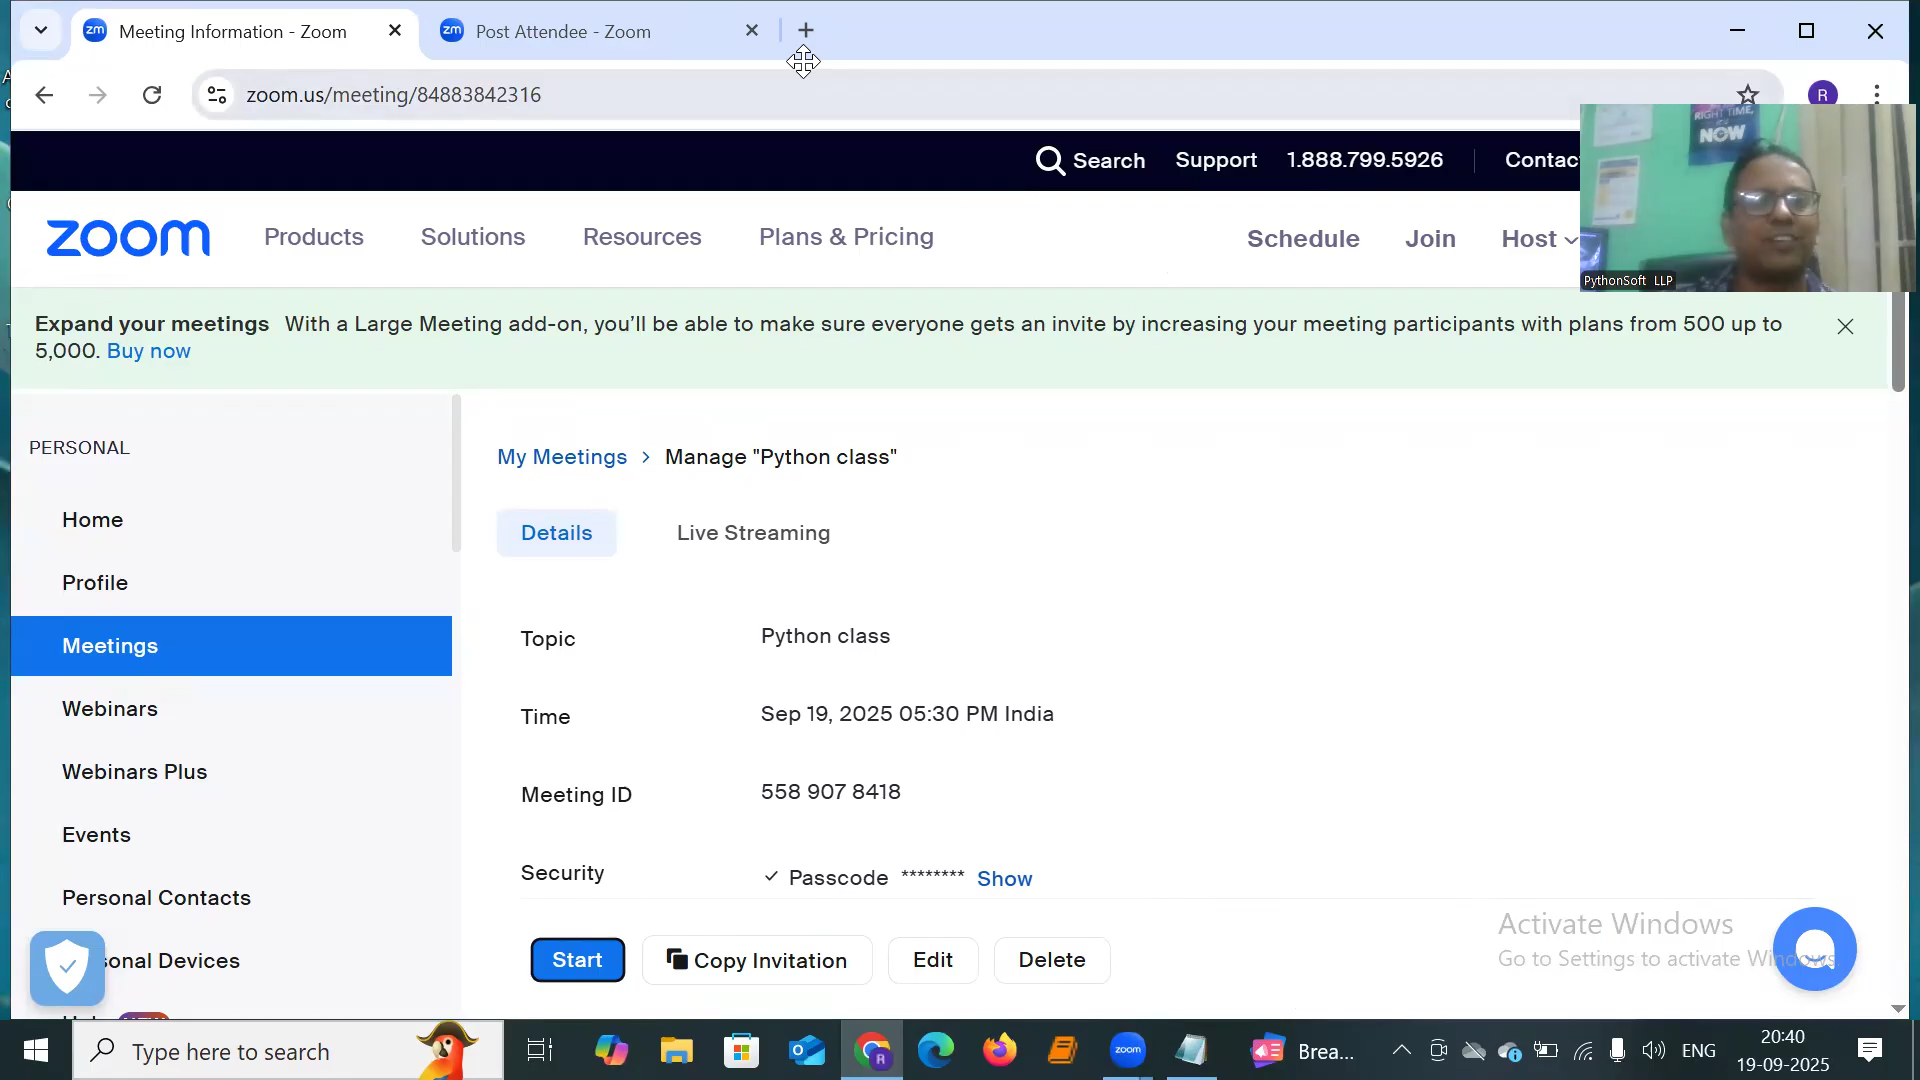 Meeting Information - Zoom
Post Attendee - Zoom
zoom.us/meeting/84883842316
R
Search
Support
1.888.799.5926
Contac
RIGHT TIME,
NOW
PythonSoft LLP
zoom
Products
Solutions
Resources
Plans & Pricing
Schedule
Join
Host
Expand your meetings With a Large Meeting add-on, you’ll be able to make sure everyone gets an invite by increasing your meeting participants with plans from 500 up to
5,000. Buy now
PERSONAL
Home
Profile
Meetings
Webinars
Webinars Plus
Events
Personal Contacts
sonal Devices
My Meetings > Manage "Python class"
Details
Live Streaming
Topic
Python class
Time
Sep 19, 2025 05:30 PM India
Meeting ID
558 907 8418
Security
Passcode ******** Show
Start
Copy Invitation
Edit
Delete
Activate Windows
Go to Settings to activate Windows.
Type here to search
zoom
Brea...
ENG
20:40
19-09-2025